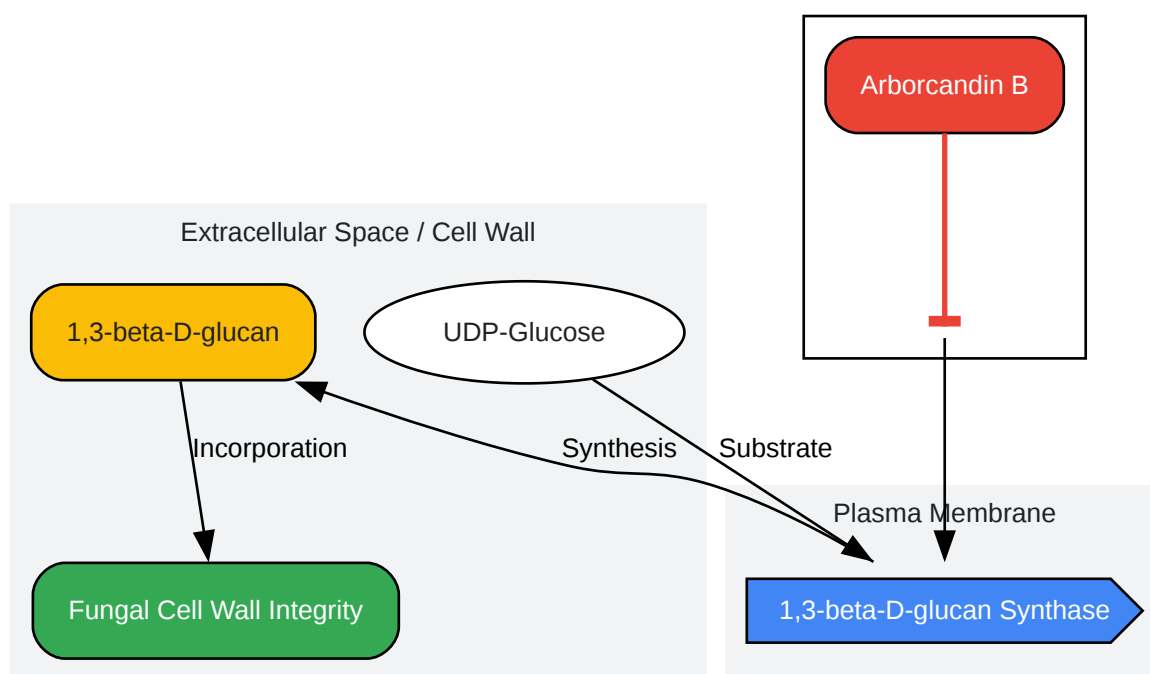 Arborcandin B
Extracellular Space / Cell Wall
1,3-beta-D-glucan
UDP-Glucose
Incorporation
Synthesis
Substrate
Plasma Membrane
Fungal Cell Wall Integrity
1,3-beta-D-glucan Synthase